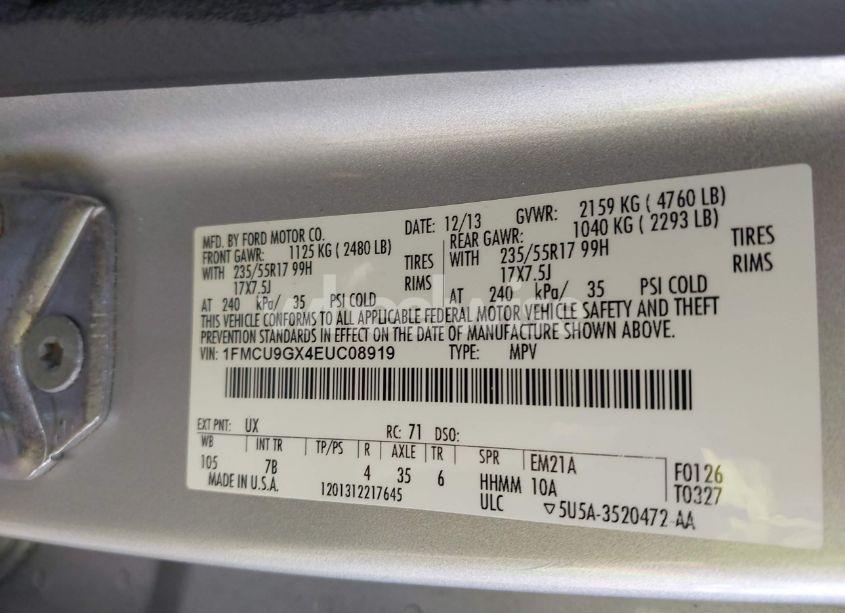 MFD. BY FORD MOTOR CO. DATE: 12/13 GVWR: 2159 KG ( 4760 LB)
FRONT GAWR: 1125 KG ( 2480 LB) REAR GAWR: 1040 KG ( 2293 LB)
WITH 235/55R17 99H TIRES WITH 235/55R17 99H TIRES
17X7.5J RIMS 17X7.5J RIMS
AT 240 kPa/ 35 PSI COLD AT 240 kPa/ 35 PSI COLD
THIS VEHICLE CONFORMS TO ALL APPLICABLE FEDERAL MOTOR VEHICLE SAFETY AND THEFT
PREVENTION STANDARDS IN EFFECT ON THE DATE OF MANUFACTURE SHOWN ABOVE.
VIN: 1FMCU9GX4EUC08919 TYPE: MPV
EXT PNT: UX RC: 71 DSO:
WB INT TR TP/PS R AXLE TR SPR EM21A
105 7B 4 35 6 HHMM 10A F0126
MADE IN U.S.A. 1201312217645 ULC T0327
▽5U5A-3520472 AA